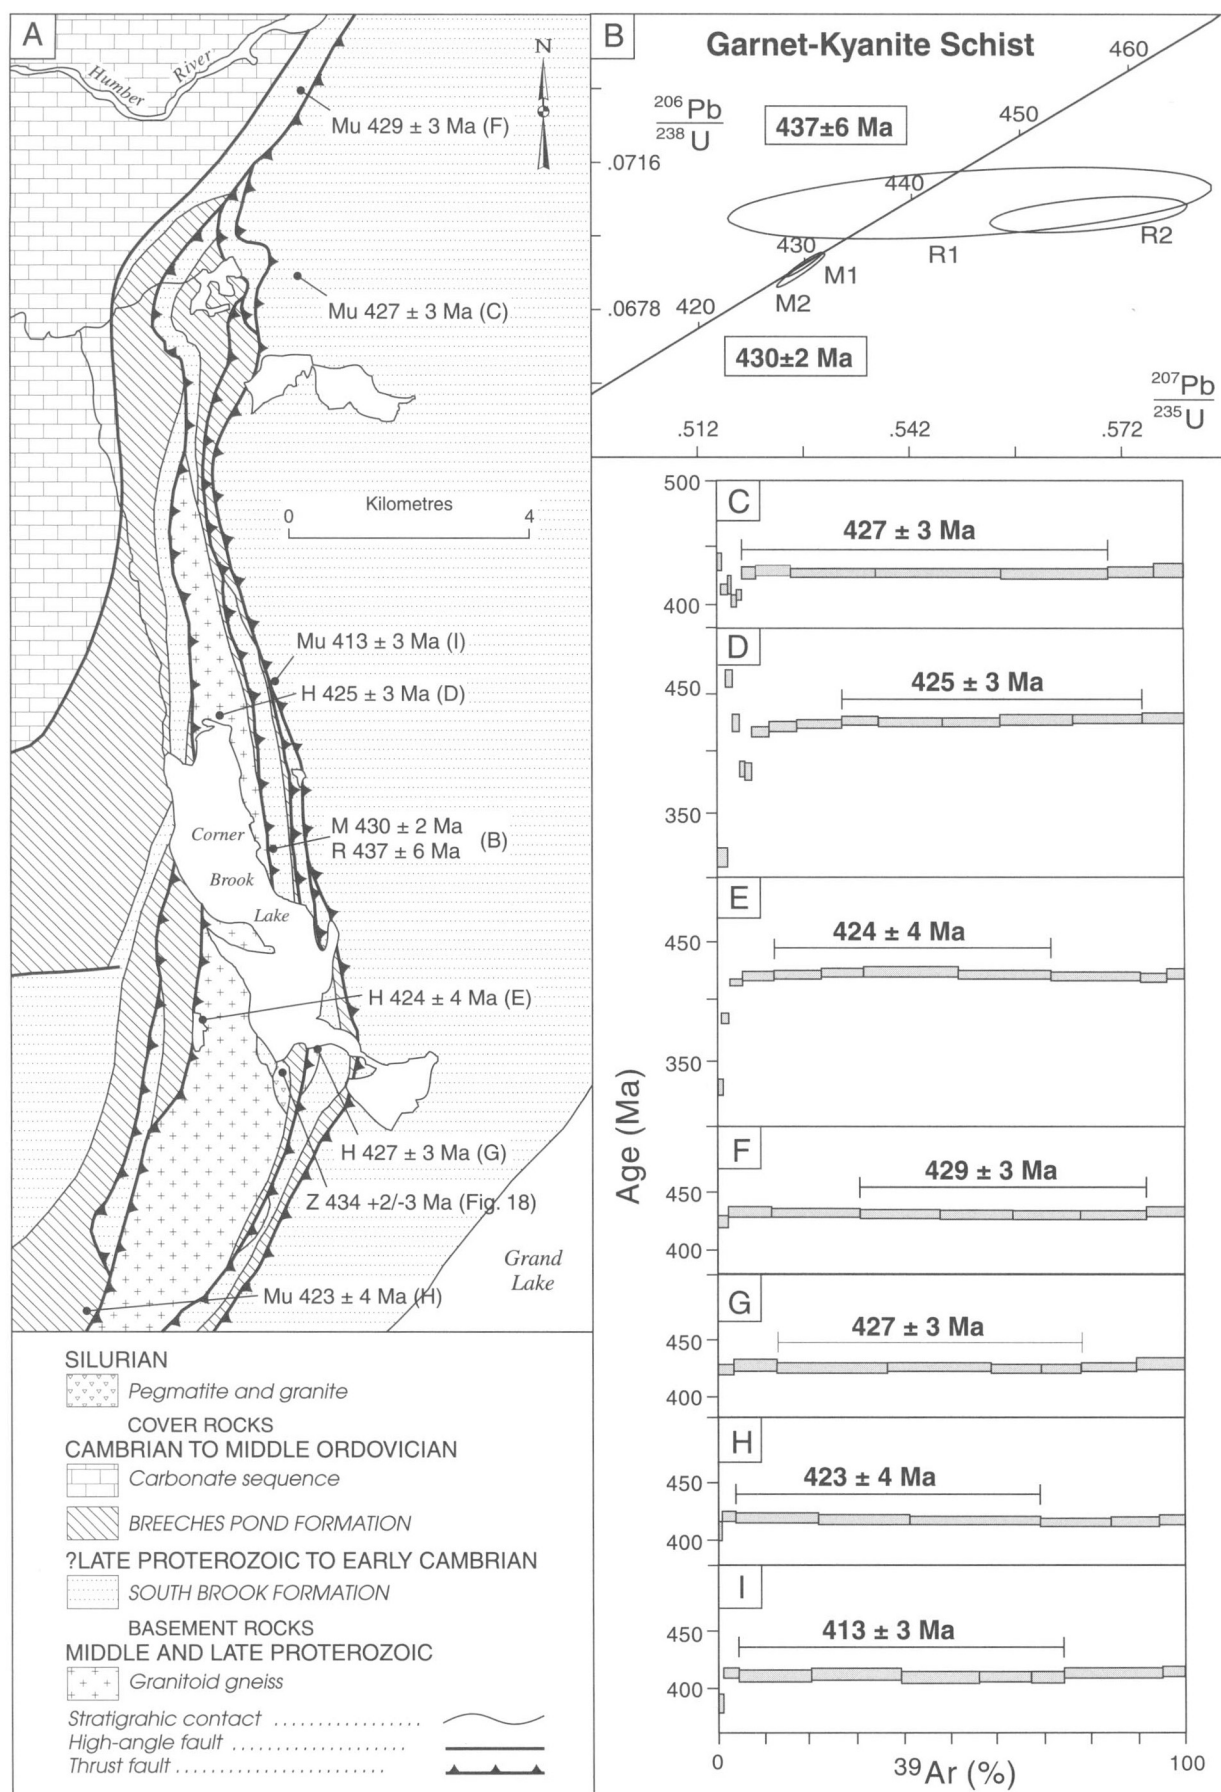 A
Humber River
N
Mu 429 ± 3 Ma (F)
Mu 427 ± 3 Ma (C)
Kilometres
0 4
Mu 413 ± 3 Ma (I)
H 425 ± 3 Ma (D)
Corner
Brook
Lake
M 430 ± 2 Ma
R 437 ± 6 Ma (B)
H 424 ± 4 Ma (E)
H 427 ± 3 Ma (G)
Z 434 +2/-3 Ma (Fig. 18)
Grand
Lake
Mu 423 ± 4 Ma (H)
SILURIAN
Pegmatite and granite
COVER ROCKS
CAMBRIAN TO MIDDLE ORDOVICIAN
Carbonate sequence
BREECHES POND FORMATION
?LATE PROTEROZOIC TO EARLY CAMBRIAN
SOUTH BROOK FORMATION
BASEMENT ROCKS
MIDDLE AND LATE PROTEROZOIC
Granitoid gneiss
Stratigrahic contact ..................
High-angle fault .....................
Thrust fault ...........................
B
Garnet-Kyanite Schist
206Pb
238U
437±6 Ma
460
450
.0716
440
R1
R2
430
M1
M2
.0678
420
430±2 Ma
207Pb
235U
.512 .542 .572
Age (Ma)
500
C
427 ± 3 Ma
400
D
450
425 ± 3 Ma
350
E
450
424 ± 4 Ma
350
F
450
429 ± 3 Ma
400
G
450
427 ± 3 Ma
400
H
450
423 ± 4 Ma
400
I
450
413 ± 3 Ma
400
0 39Ar (%) 100